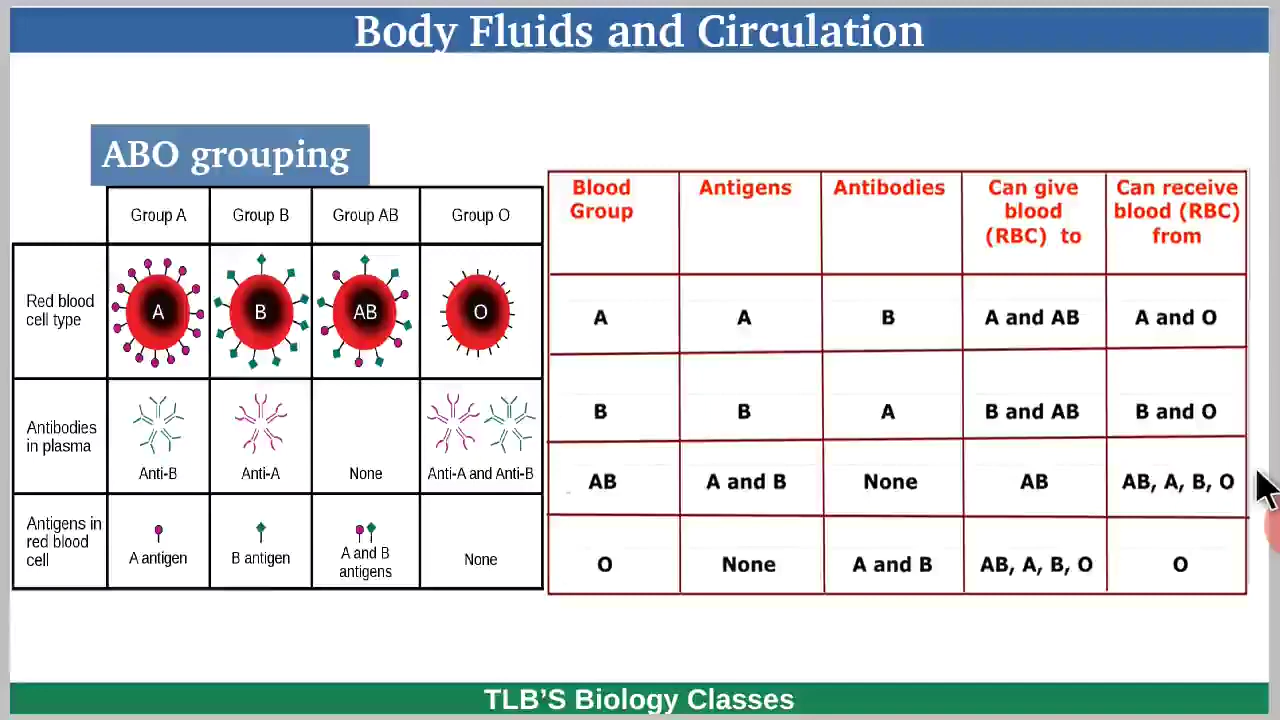 Body Fluids and Circulation
ABO grouping
Group A Group B Group AB Group O
Red blood
cell type
A B AB O
Antibodies
in plasma
Anti-B Anti-A None Anti-A and Anti-B
Antigens in
red blood
cell
A antigen B antigen A and B
antigens None
Blood
Group
Antigens
Antibodies
Can give
blood
(RBC) to
Can receive
blood (RBC)
from
A A B A and AB A and O
B B A B and AB B and O
AB A and B None AB AB, A, B, O
O None A and B AB, A, B, O O
TLB'S Biology Classes